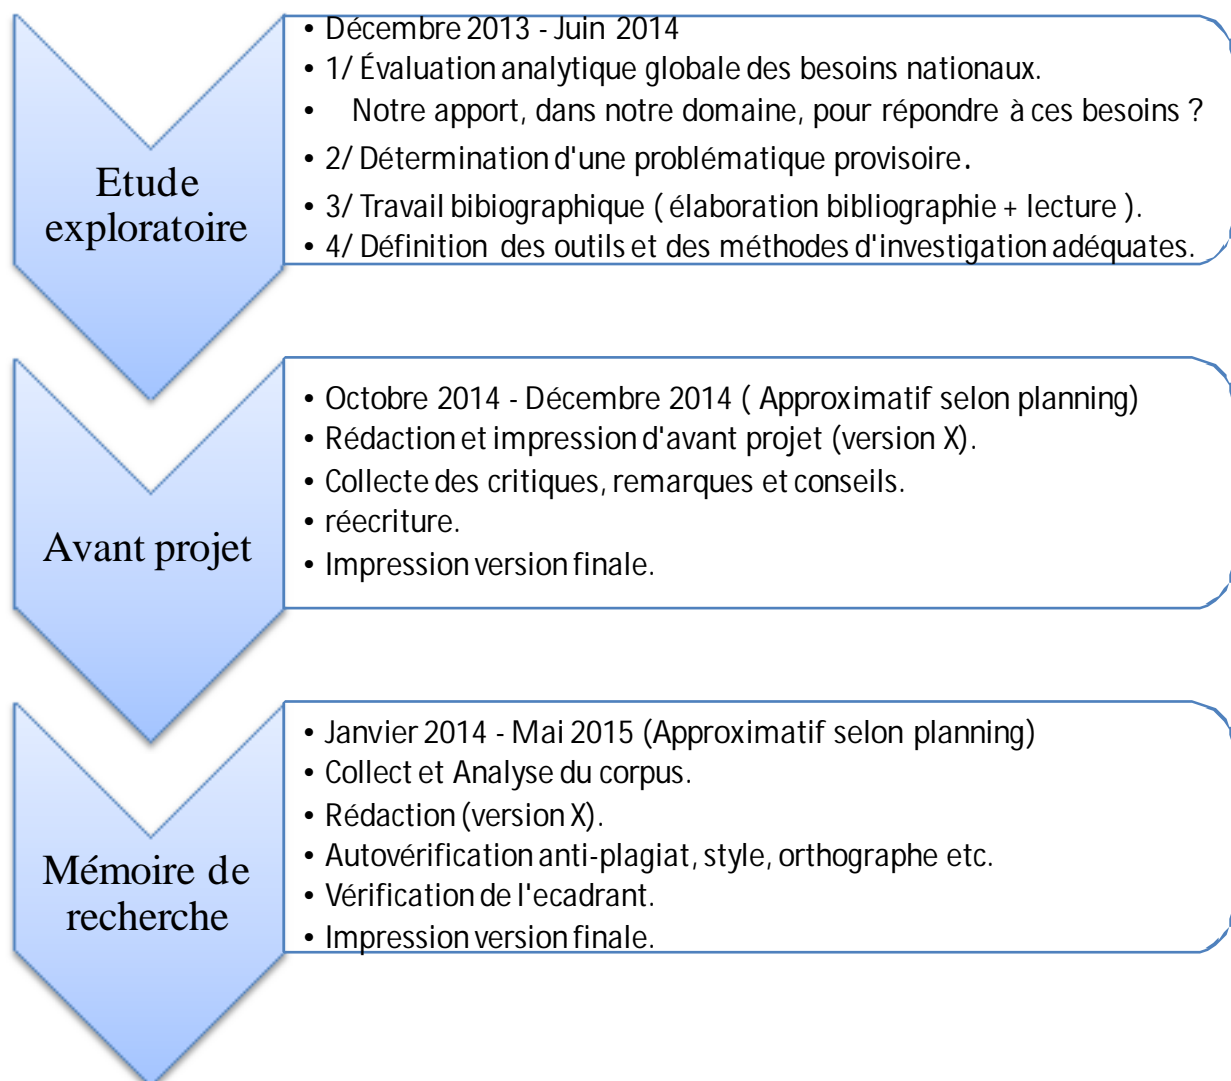 Etude
exploratoire
• Décembre 2013 - Juin 2014
• 1/ Évaluation analytique globale des besoins nationaux.
• Notre apport, dans notre domaine, pour répondre à ces besoins ?
• 2/ Détermination d'une problématique provisoire.
• 3/ Travail bibiographique ( élaboration bibliographie + lecture ).
• 4/ Définition des outils et des méthodes d'investigation adéquates.
Avant projet
• Octobre 2014 - Décembre 2014 ( Approximatif selon planning)
• Rédaction et impression d'avant projet (version X).
• Collecte des critiques, remarques et conseils.
• réecriture.
• Impression version finale.
Mémoire de
recherche
• Janvier 2014 - Mai 2015 (Approximatif selon planning)
• Collect et Analyse du corpus.
• Rédaction (version X).
• Autovérification anti-plagiat, style, orthographe etc.
• Vérification de l'ecadrant.
• Impression version finale.